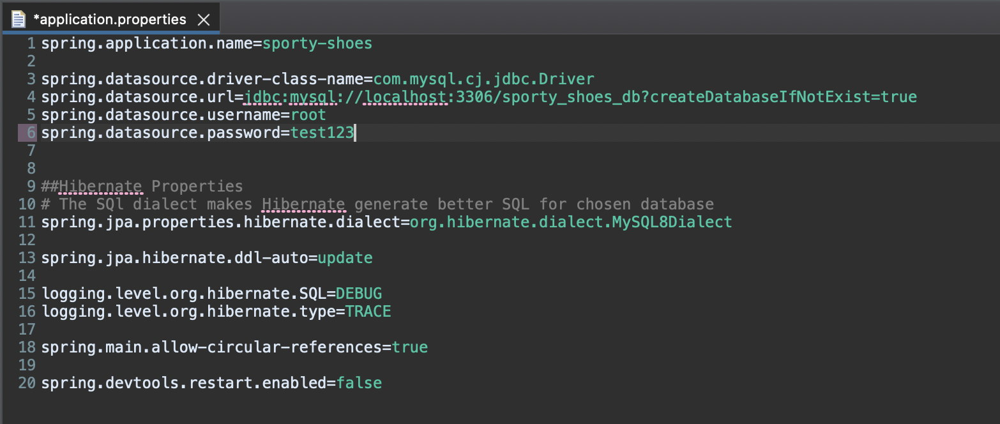 *application.properties
1 spring.application.name=sporty-shoes
2
3 spring.datasource.driver-class-name=com.mysql.cj.jdbc.Driver
4 spring.datasource.url=jdbc:mysql://localhost:3306/sporty_shoes_db?createDatabaseIfNotExist=true
5 spring.datasource.username=root
6 spring.datasource.password=test123
7
8
9 ##Hibernate Properties
10 # The SQl dialect makes Hibernate generate better SQL for chosen database
11 spring.jpa.properties.hibernate.dialect=org.hibernate.dialect.MySQL8Dialect
12
13 spring.jpa.hibernate.ddl-auto=update
14
15 logging.level.org.hibernate.SQL=DEBUG
16 logging.level.org.hibernate.type=TRACE
17
18 spring.main.allow-circular-references=true
19
20 spring.devtools.restart.enabled=false